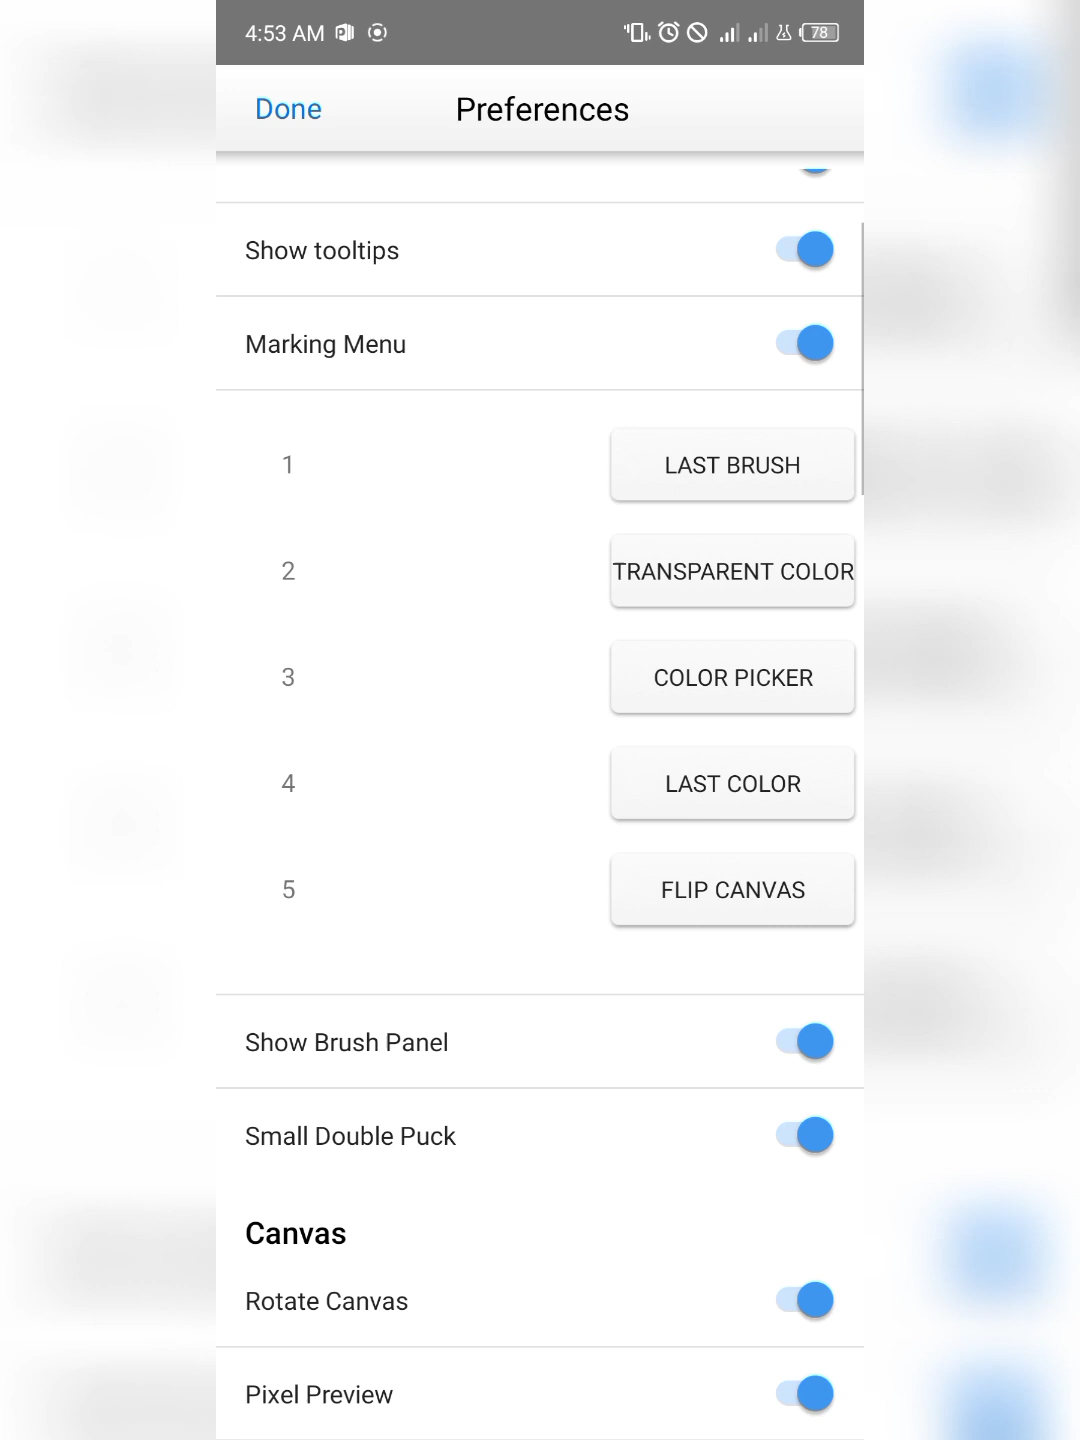 4:53 AM
78
Done
Preferences
Show tooltips
Marking Menu
1
LAST BRUSH
2
TRANSPARENT COLOR
3
COLOR PICKER
4
LAST COLOR
5
FLIP CANVAS
Show Brush Panel
Small Double Puck
Canvas
Rotate Canvas
Pixel Preview